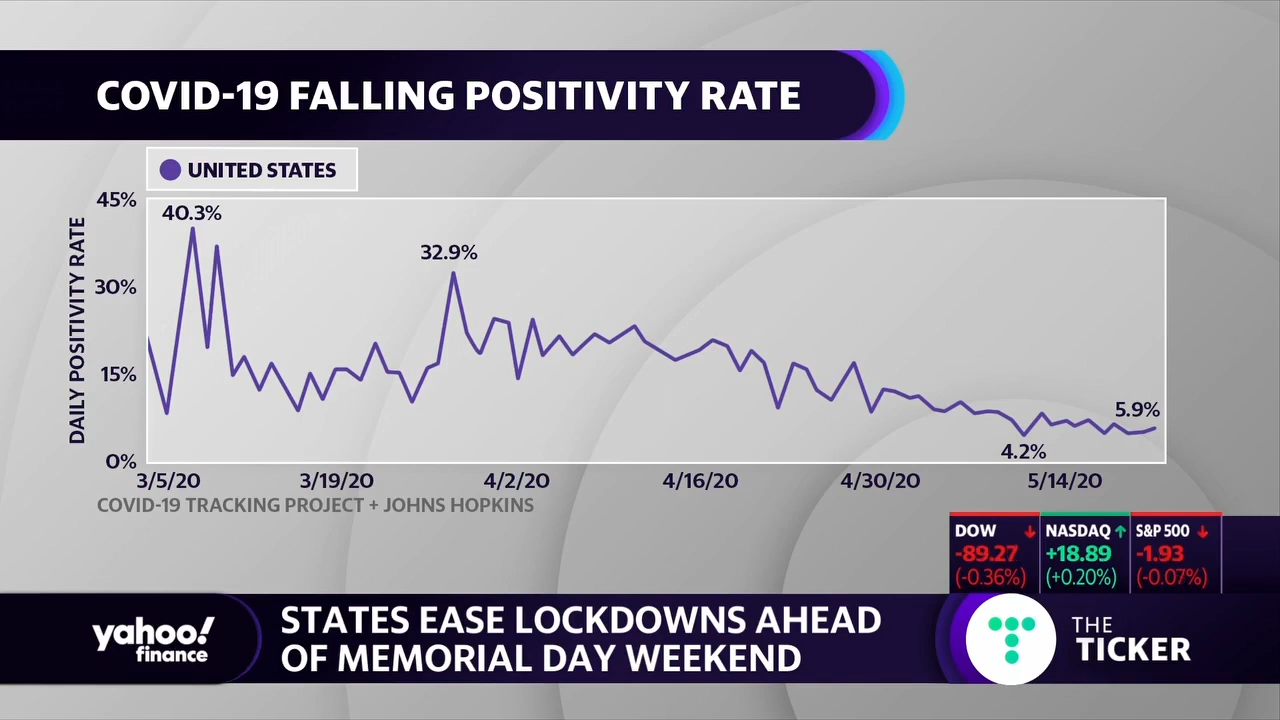 COVID-19 FALLING POSITIVITY RATE
UNITED STATES
DAILY POSITIVITY RATE
45%
30%
15%
0%
40.3%
32.9%
4.2%
5.9%
3/5/20 3/19/20 4/2/20 4/16/20 4/30/20 5/14/20
COVID-19 TRACKING PROJECT + JOHNS HOPKINS
DOW NASDAQ S&P 500
-89.27 +18.89 -1.93
(-0.36%) (+0.20%) (-0.07%)
yahoo!
finance
STATES EASE LOCKDOWNS AHEAD
OF MEMORIAL DAY WEEKEND
THE
TICKER